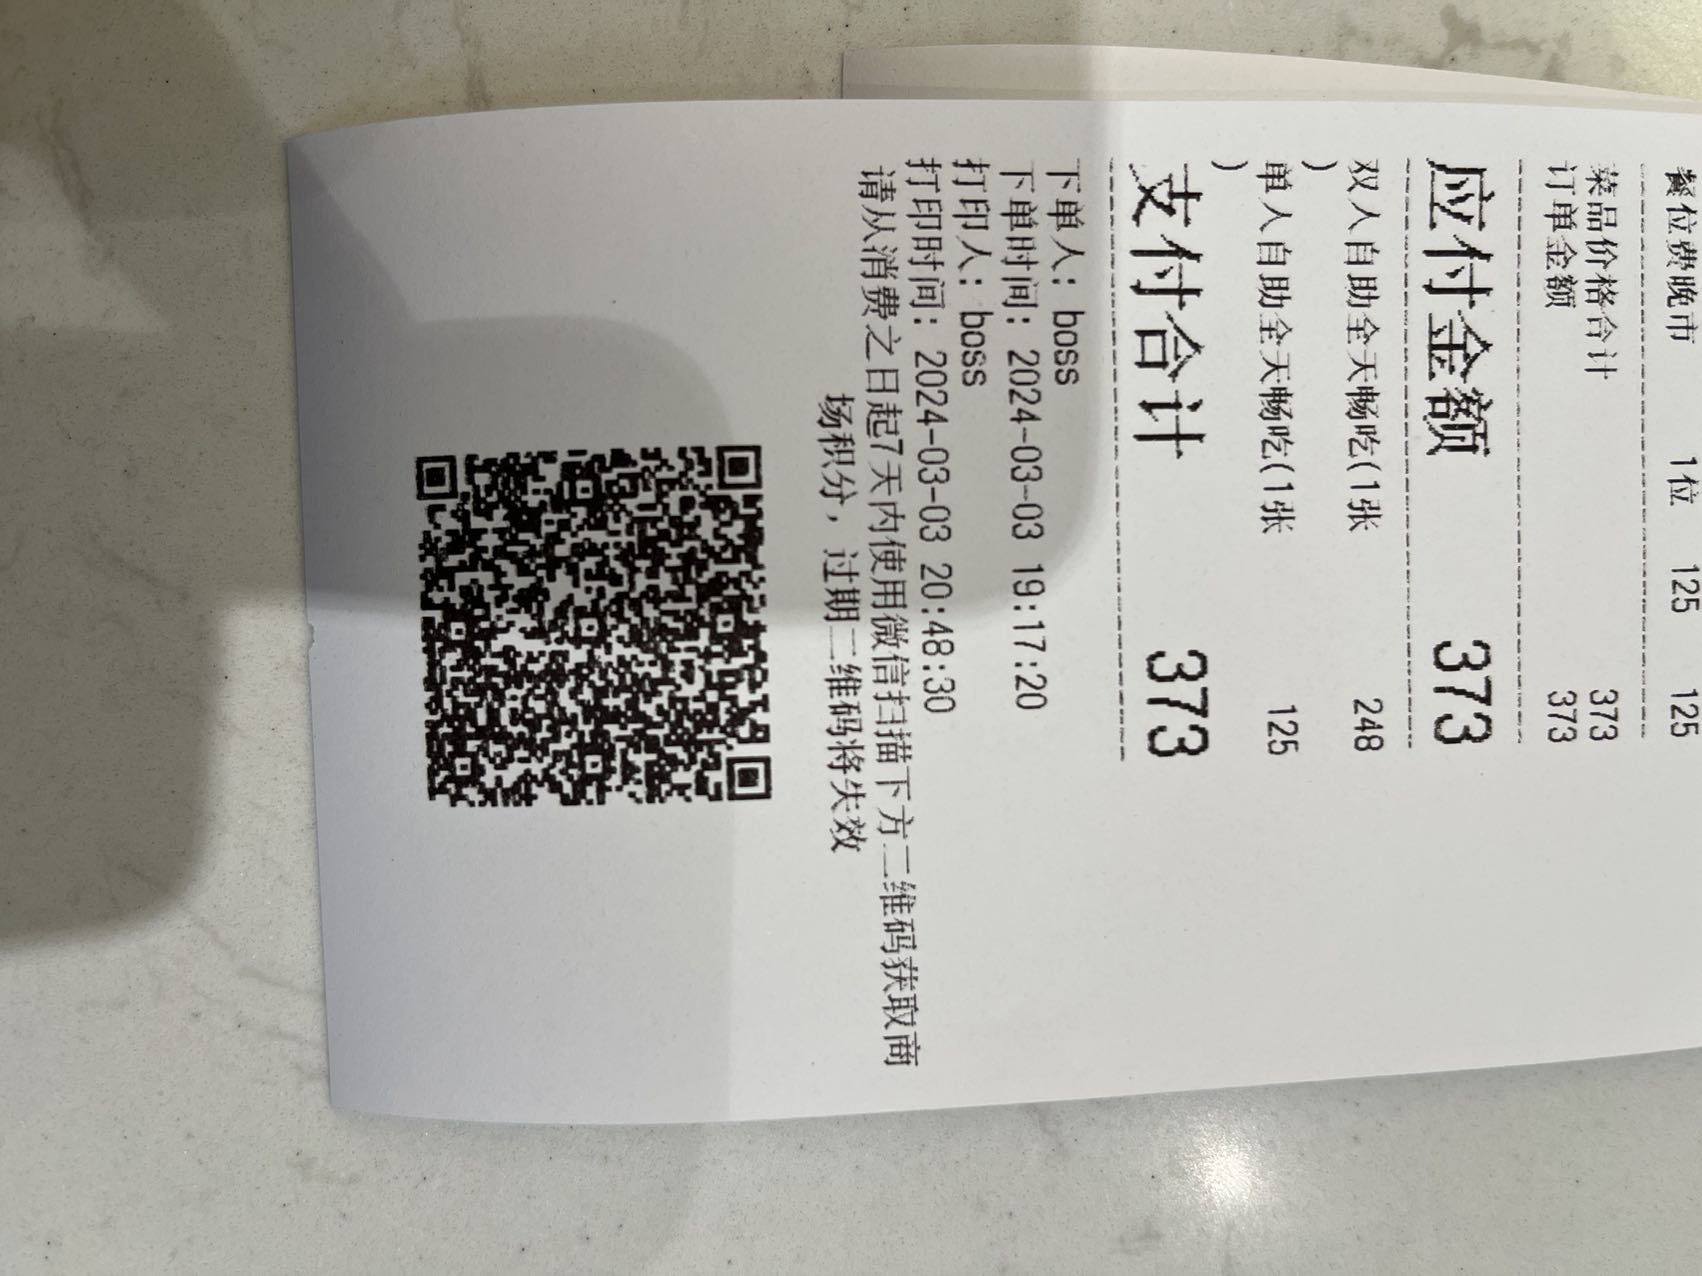 餐位费晚市 1位 125 125
菜品价格合计 373
订单金额 373
应付金额 373
双人自助全天畅吃(1张 248
)
单人自助全天畅吃(1张 125
)
支付合计 373
下单人: boss
下单时间: 2024-03-03 19:17:20
打印人: boss
打印时间: 2024-03-03 20:48:30
请从消费之日起7天内使用微信扫描下方二维码获取商
场积分，过期二维码将失效